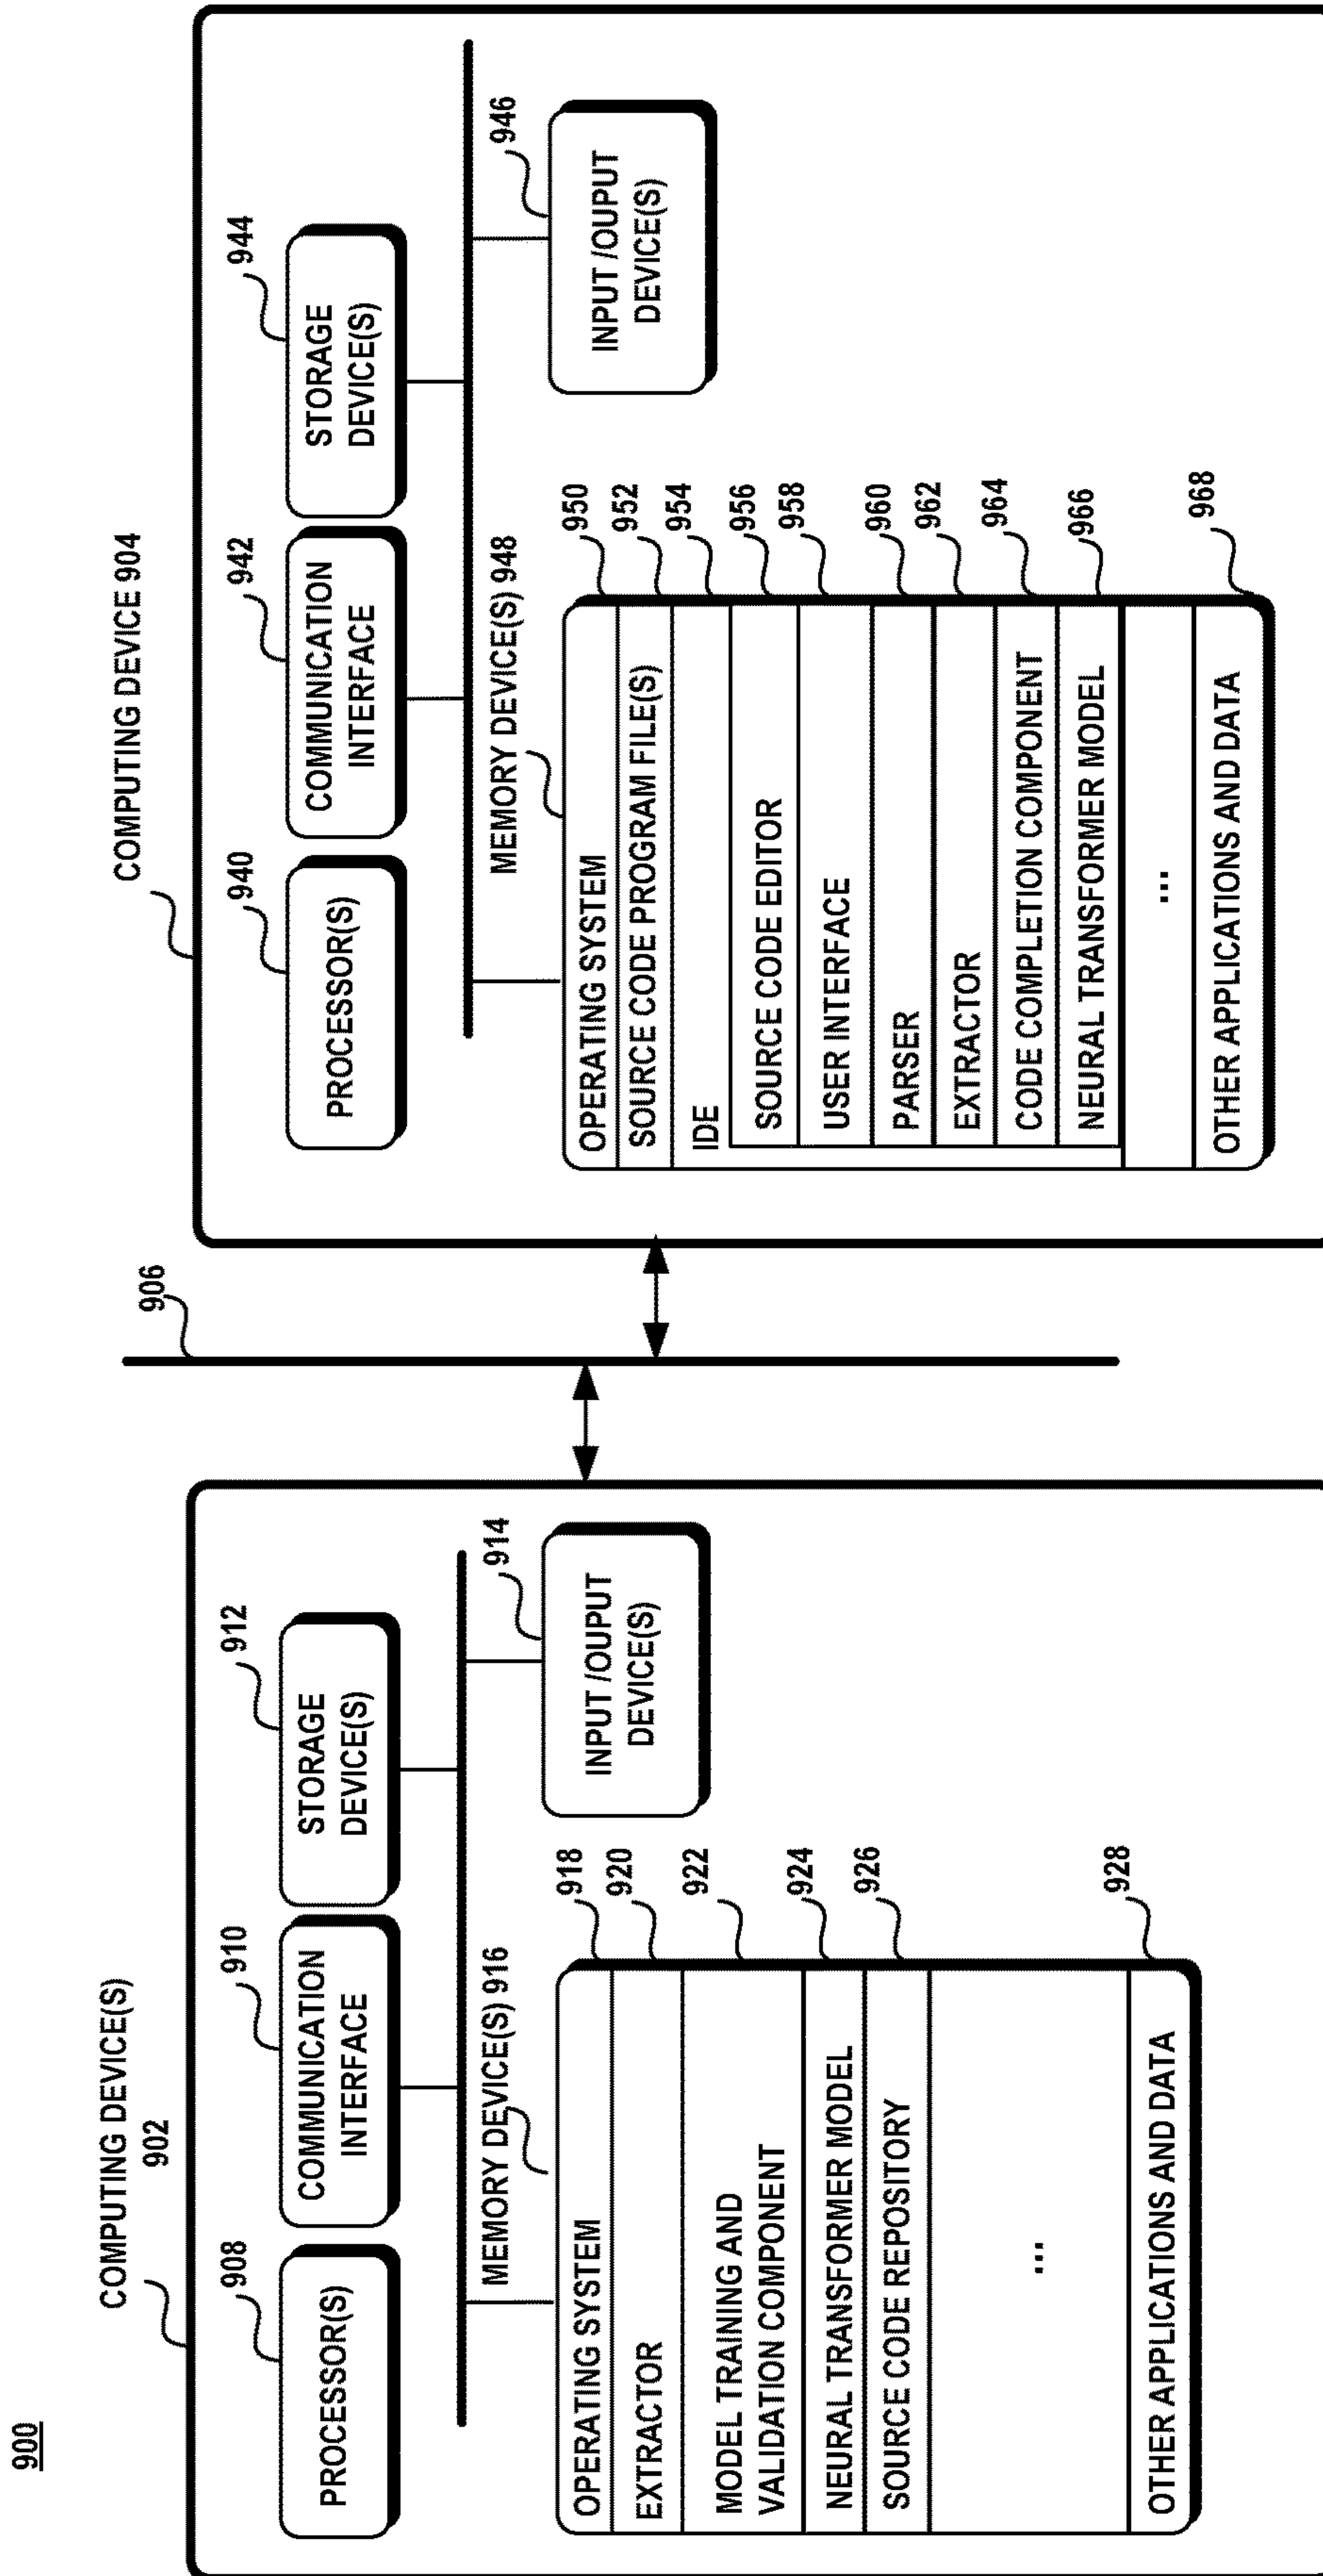 900
COMPUTING DEVICE(S)
902
908
PROCESSOR(S)
910
COMMUNICATION
INTERFACE
912
STORAGE
DEVICE(S)
MEMORY DEVICE(S) 916
914
INPUT /OUPUT
DEVICE(S)
OPERATING SYSTEM
918
EXTRACTOR
920
MODEL TRAINING AND
VALIDATION COMPONENT
922
NEURAL TRANSFORMER MODEL
924
SOURCE CODE REPOSITORY
926
...
OTHER APPLICATIONS AND DATA
928
906
COMPUTING DEVICE 904
940
PROCESSOR(S)
942
COMMUNICATION
INTERFACE
944
STORAGE
DEVICE(S)
MEMORY DEVICE(S) 948
946
INPUT /OUPUT
DEVICE(S)
OPERATING SYSTEM
950
SOURCE CODE PROGRAM FILE(S)
952
IDE
954
SOURCE CODE EDITOR
956
USER INTERFACE
958
PARSER
960
EXTRACTOR
962
CODE COMPLETION COMPONENT
964
NEURAL TRANSFORMER MODEL
966
...
OTHER APPLICATIONS AND DATA
968